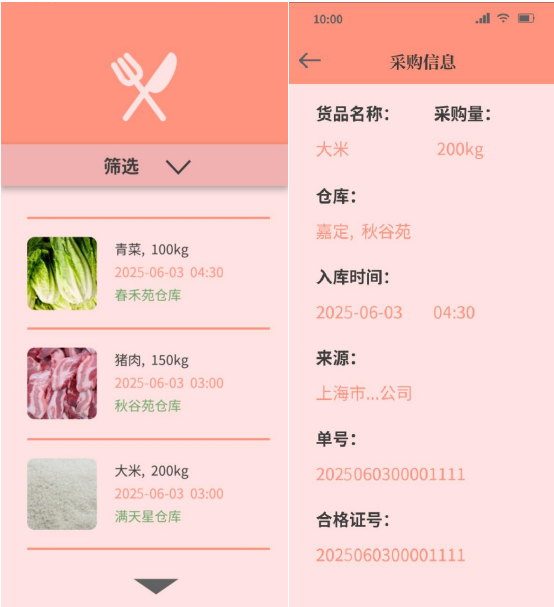 筛选
青菜, 100kg
2025-06-03 04:30
春禾苑仓库
猪肉, 150kg
2025-06-03 03:00
秋谷苑仓库
大米, 200kg
2025-06-03 03:00
满天星仓库
10:00
采购信息
货品名称： 采购量：
大米 200kg
仓库：
嘉定, 秋谷苑
入库时间：
2025-06-03 04:30
来源：
上海市...公司
单号：
2025060300001111
合格证号：
2025060300001111